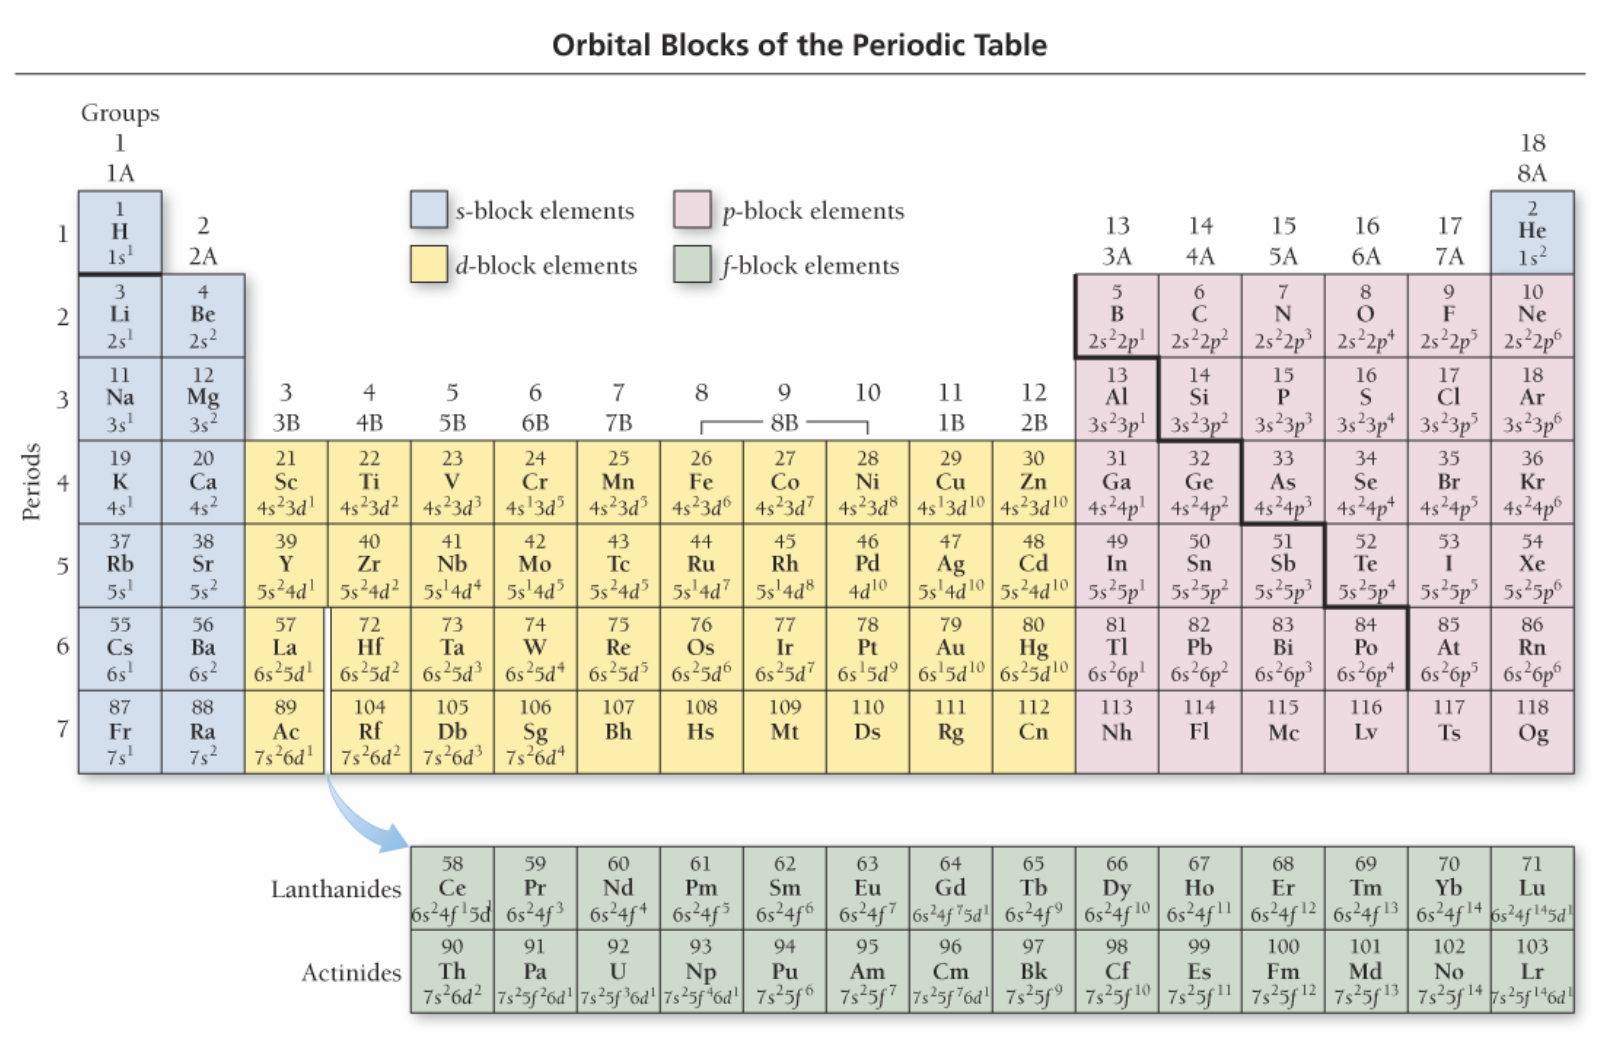 Orbital Blocks of the Periodic Table
Groups
1 18
1A 8A
1 2
H He
1s¹ 1s²
s-block elements p-block elements
d-block elements f-block elements
2 13 14 15 16 17
2A 3A 4A 5A 6A 7A
1
3 4 5 6 7 8 9 10
Li Be B C N O F Ne
2s¹ 2s² 2s²2p¹ 2s²2p² 2s²2p³ 2s²2p⁴ 2s²2p⁵ 2s²2p⁶
2
11 12 13 14 15 16 17 18
Na Mg Al Si P S Cl Ar
3s¹ 3s² 3s²3p¹ 3s²3p² 3s²3p³ 3s²3p⁴ 3s²3p⁵ 3s²3p⁶
3
3 4 5 6 7 8 9 10 11 12
3B 4B 5B 6B 7B 8B 1B 2B
Periods
19 20 21 22 23 24 25 26 27 28 29 30 31 32 33 34 35 36
4 K Ca Sc Ti V Cr Mn Fe Co Ni Cu Zn Ga Ge As Se Br Kr
4s¹ 4s² 4s²3d¹ 4s²3d² 4s²3d³ 4s¹3d⁵ 4s²3d⁵ 4s²3d⁶ 4s²3d⁷ 4s²3d⁸ 4s¹3d¹⁰ 4s²3d¹⁰ 4s²4p¹ 4s²4p² 4s²4p³ 4s²4p⁴ 4s²4p⁵ 4s²4p⁶
37 38 39 40 41 42 43 44 45 46 47 48 49 50 51 52 53 54
5 Rb Sr Y Zr Nb Mo Tc Ru Rh Pd Ag Cd In Sn Sb Te I Xe
5s¹ 5s² 5s²4d¹ 5s²4d² 5s¹4d⁴ 5s¹4d⁵ 5s²4d⁵ 5s¹4d⁷ 5s¹4d⁸ 4d¹⁰ 5s¹4d¹⁰ 5s²4d¹⁰ 5s²5p¹ 5s²5p² 5s²5p³ 5s²5p⁴ 5s²5p⁵ 5s²5p⁶
55 56 57 72 73 74 75 76 77 78 79 80 81 82 83 84 85 86
6 Cs Ba La Hf Ta W Re Os Ir Pt Au Hg Tl Pb Bi Po At Rn
6s¹ 6s² 6s²5d¹ 6s²5d² 6s²5d³ 6s²5d⁴ 6s²5d⁵ 6s²5d⁶ 6s²5d⁷ 6s¹5d⁹ 6s¹5d¹⁰ 6s²5d¹⁰ 6s²6p¹ 6s²6p² 6s²6p³ 6s²6p⁴ 6s²6p⁵ 6s²6p⁶
87 88 89 104 105 106 107 108 109 110 111 112 113 114 115 116 117 118
7 Fr Ra Ac Rf Db Sg Bh Hs Mt Ds Rg Cn Nh Fl Mc Lv Ts Og
7s¹ 7s² 7s²6d¹ 7s²6d² 7s²6d³ 7s²6d⁴
58 59 60 61 62 63 64 65 66 67 68 69 70 71
Lanthanides Ce Pr Nd Pm Sm Eu Gd Tb Dy Ho Er Tm Yb Lu
6s²4f¹5d¹ 6s²4f³ 6s²4f⁴ 6s²4f⁵ 6s²4f⁶ 6s²4f⁷ 6s²4f⁷5d¹ 6s²4f⁹ 6s²4f¹⁰ 6s²4f¹¹ 6s²4f¹² 6s²4f¹³ 6s²4f¹⁴ 6s²4f¹⁴5d¹
90 91 92 93 94 95 96 97 98 99 100 101 102 103
Actinides Th Pa U Np Pu Am Cm Bk Cf Es Fm Md No Lr
7s²6d² 7s²5f²6d¹ 7s²5f³6d¹ 7s²5f⁴6d¹ 7s²5f⁶ 7s²5f⁷ 7s²5f⁷6d¹ 7s²5f⁹ 7s²5f¹⁰ 7s²5f¹¹ 7s²5f¹² 7s²5f¹³ 7s²5f¹⁴ 7s²5f¹⁴6d¹